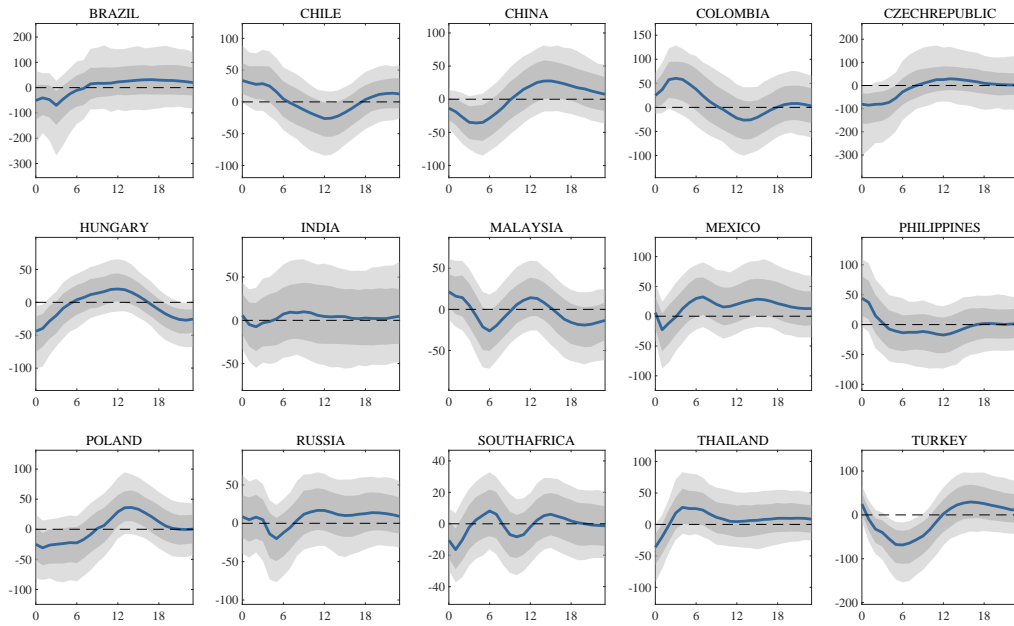 BRAZIL CHILE CHINA COLOMBIA CZECHREPUBLIC
200 100 0 -100 -200 -300
0 6 12 18
100 50 0 -50 -100
0 6 12 18
100 50 0 -50 -100
0 6 12 18
150 100 50 0 -50 -100
0 6 12 18
200 100 0 -100 -200 -300
0 6 12 18
HUNGARY INDIA MALAYSIA MEXICO PHILIPPINES
50 0 -50 -100
0 6 12 18
50 0 -50
0 6 12 18
50 0 -50
0 6 12 18
100 50 0 -50 -100
0 6 12 18
100 50 0 -50 -100
0 6 12 18
POLAND RUSSIA SOUTHAFRICA THAILAND TURKEY
100 50 0 -50 -100
0 6 12 18
50 0 -50 -100
0 6 12 18
40 20 0 -20 -40
0 6 12 18
100 50 0 -50 -100
0 6 12 18
100 0 -100 -200
0 6 12 18